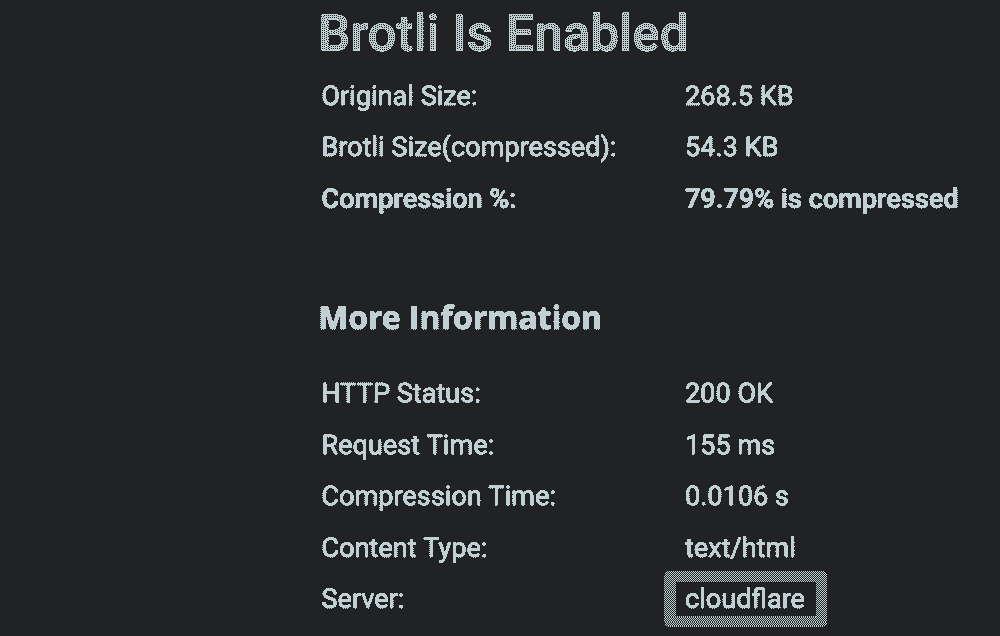 Brotli Is Enabled
Original Size: 268.5 KB
Brotli Size(compressed): 54.3 KB
Compression %: 79.79% is compressed
More Information
HTTP Status: 200 OK
Request Time: 155 ms
Compression Time: 0.0106 s
Content Type: text/html
Server: cloudflare